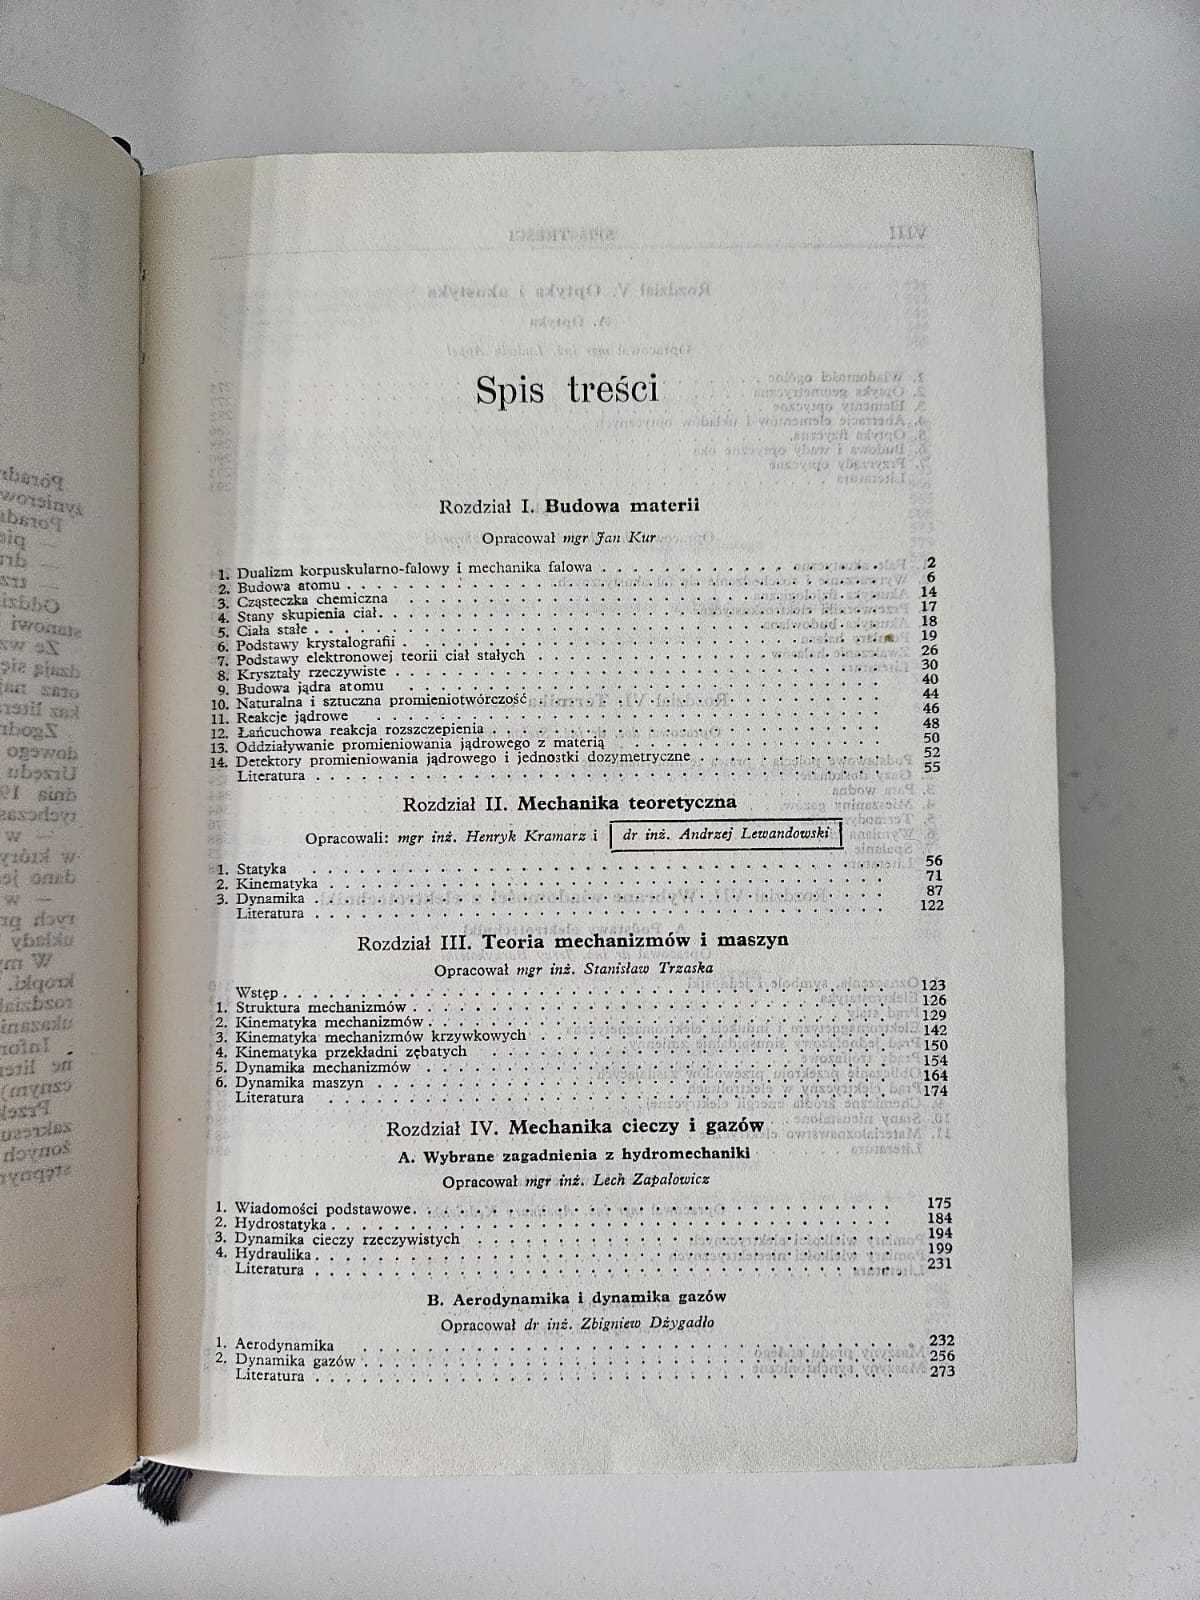 Spis treści
Rozdział I. Budowa materii
Opracował mgr Jan Kur
1. Dualizm korpuskularno-falowy i mechanika falowa . . . . . . . . . . 2
2. Budowa atomu . . . . . . . . . . 6
3. Cząsteczka chemiczna . . . . . . . . . . 14
4. Stany skupienia ciał . . . . . . . . . . 17
5. Ciała stałe . . . . . . . . . . 18
6. Podstawy krystalografii . . . . . . . . . . 19
7. Podstawy elektronowej teorii ciał stałych . . . . . . . . . . 26
8. Kryształy rzeczywiste . . . . . . . . . . 30
9. Budowa jądra atomu . . . . . . . . . . 40
10. Naturalna i sztuczna promieniotwórczość . . . . . . . . . . 44
11. Reakcje jądrowe . . . . . . . . . . 46
12. Łańcuchowa reakcja rozszczepienia . . . . . . . . . . 48
13. Oddziaływanie promieniowania jądrowego z materią . . . . . . . . . . 50
14. Detektory promieniowania jądrowego i jednostki dozymetryczne . . . . . . . . . . 52
Literatura . . . . . . . . . . 55
Rozdział II. Mechanika teoretyczna
Opracowali: mgr inż. Henryk Kramarz i dr inż. Andrzej Lewandowski
1. Statyka . . . . . . . . . . 56
2. Kinematyka . . . . . . . . . . 71
3. Dynamika . . . . . . . . . . 87
Literatura . . . . . . . . . . 122
Rozdział III. Teoria mechanizmów i maszyn
Opracował mgr inż. Stanisław Trzaska
Wstęp . . . . . . . . . . 123
1. Struktura mechanizmów . . . . . . . . . . 126
2. Kinematyka mechanizmów . . . . . . . . . . 129
3. Kinematyka mechanizmów krzywkowych . . . . . . . . . . 142
4. Kinematyka przekładni zębatych . . . . . . . . . . 150
5. Dynamika mechanizmów . . . . . . . . . . 154
6. Dynamika maszyn . . . . . . . . . . 164
Literatura . . . . . . . . . . 174
Rozdział IV. Mechanika cieczy i gazów
A. Wybrane zagadnienia z hydromechaniki
Opracował mgr inż. Lech Zapałowicz
1. Wiadomości podstawowe . . . . . . . . . . 175
2. Hydrostatyka . . . . . . . . . . 184
3. Dynamika cieczy rzeczywistych . . . . . . . . . . 194
4. Hydraulika . . . . . . . . . . 199
Literatura . . . . . . . . . . 231
B. Aerodynamika i dynamika gazów
Opracował dr inż. Zbigniew Dżygadło
1. Aerodynamika . . . . . . . . . . 232
2. Dynamika gazów . . . . . . . . . . 256
Literatura . . . . . . . . . . 273